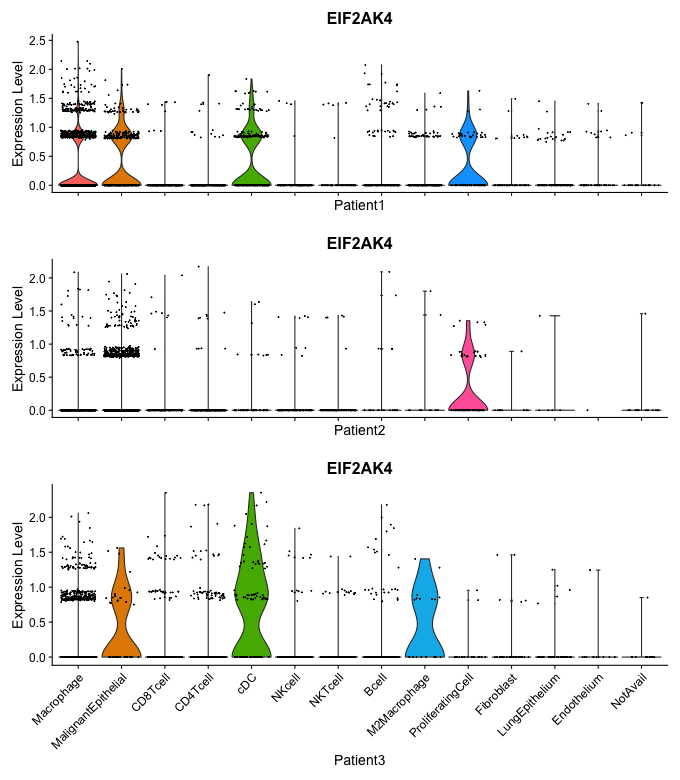 EIF2AK4
Expression Level
2.5
2.0
1.5
1.0
0.5
0.0
Patient1
EIF2AK4
Expression Level
2.0
1.5
1.0
0.5
0.0
Patient2
EIF2AK4
Expression Level
2.0
1.5
1.0
0.5
0.0
Macrophage
MalignantEpithelial
CD8Tcell
CD4Tcell
cDC
NKcell
NKTcell
Bcell
M2Macrophage
ProliferatingCell
Fibroblast
LungEpithelium
Endothelium
NotAvail
Patient3